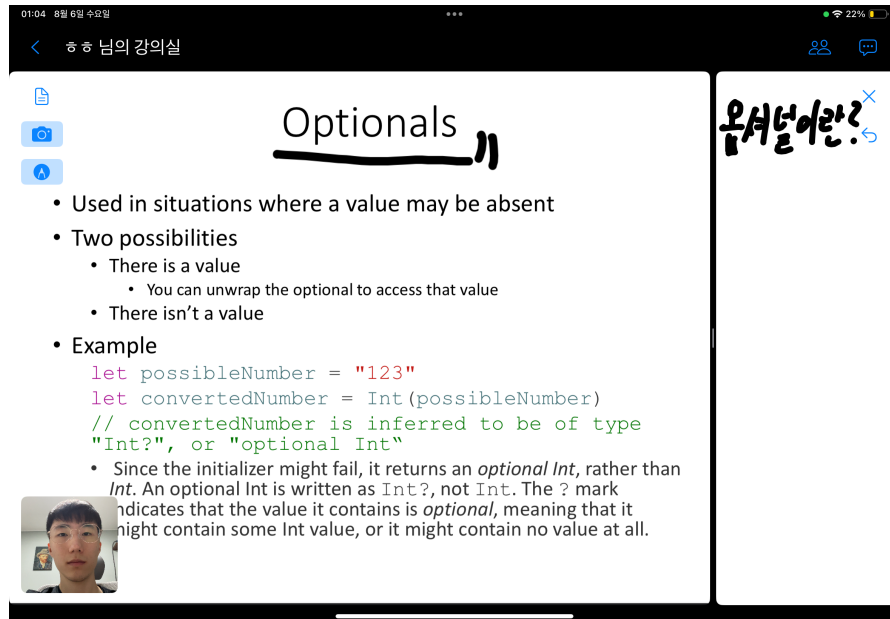 01:04 8월 6일 수요일
22%
ㅎㅎ 님의 강의실
Optionals
• Used in situations where a value may be absent
• Two possibilities
• There is a value
• You can unwrap the optional to access that value
• There isn’t a value
• Example
let possibleNumber = "123"
let convertedNumber = Int(possibleNumber)
// convertedNumber is inferred to be of type
"Int?", or "optional Int“
• Since the initializer might fail, it returns an optional Int, rather than
Int. An optional Int is written as Int?, not Int. The ? mark
ndicates that the value it contains is optional, meaning that it
might contain some Int value, or it might contain no value at all.
옵셔널이란?